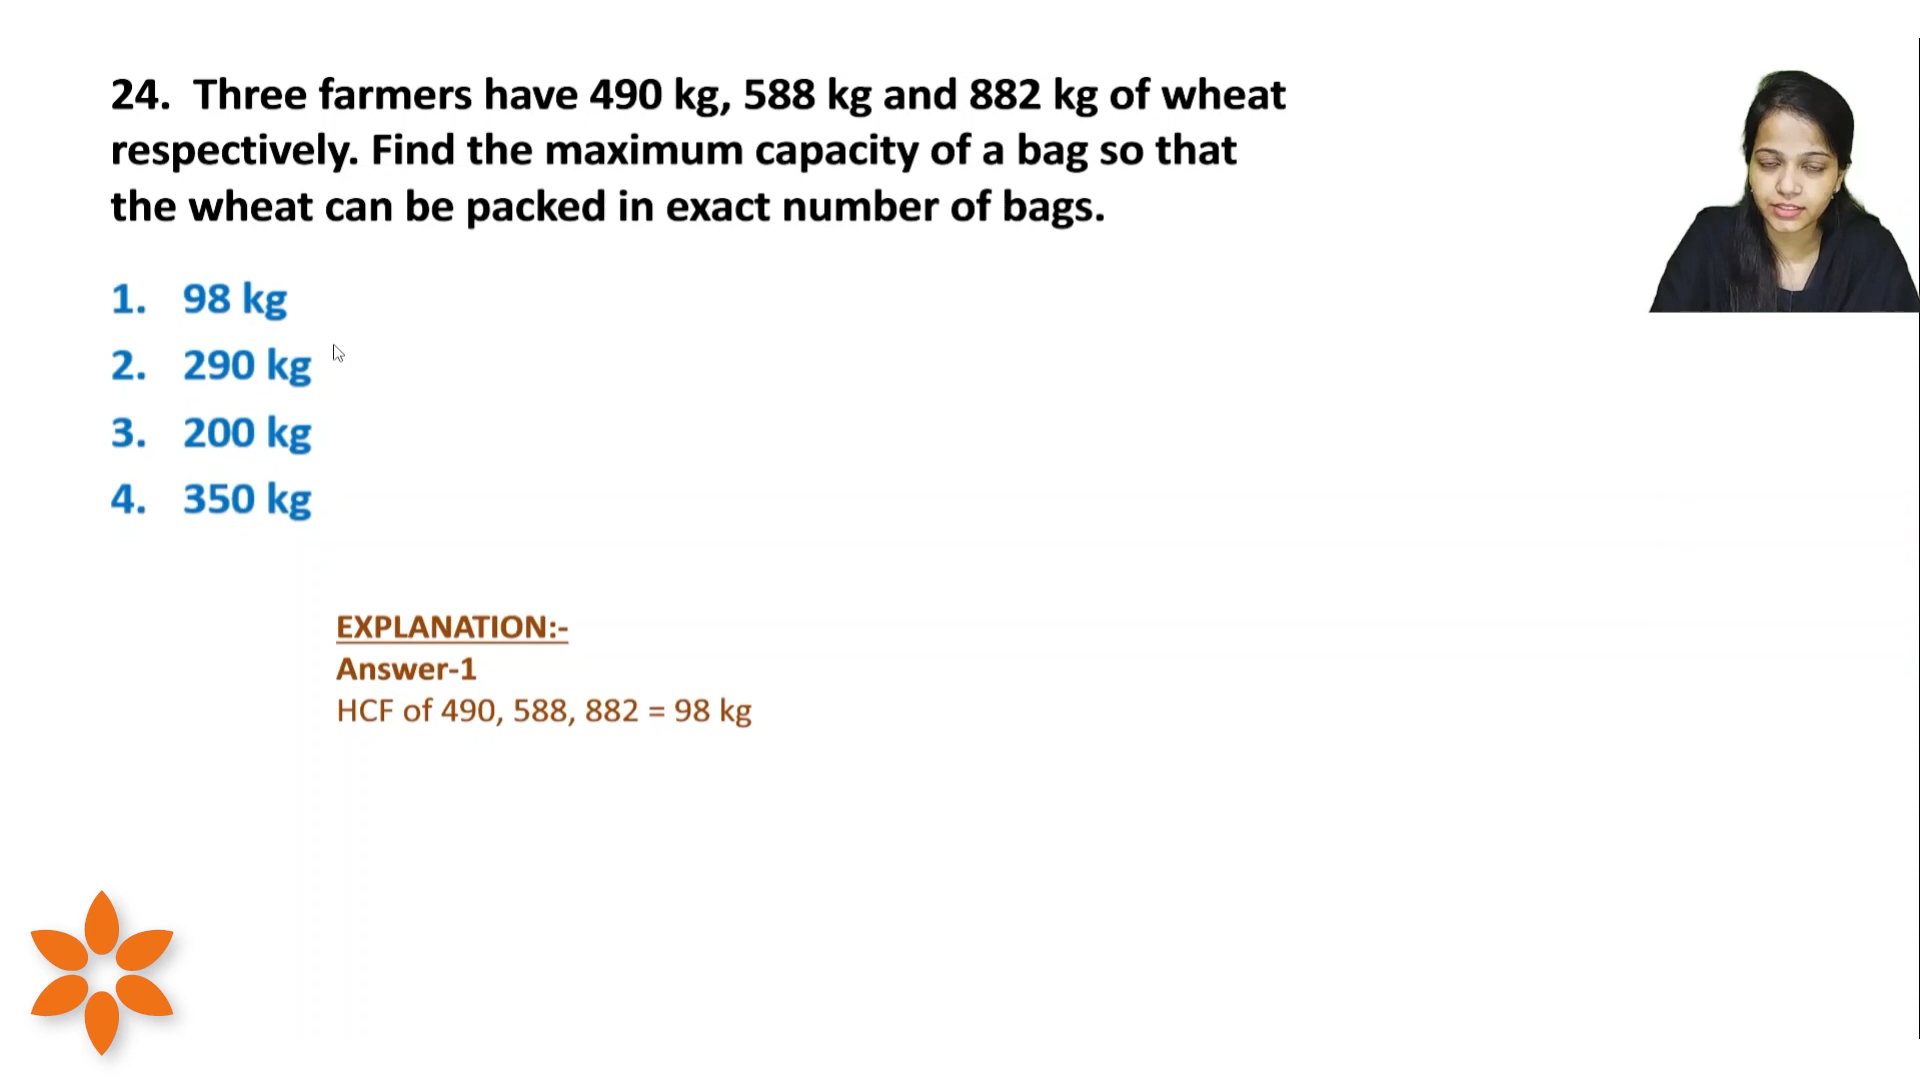 24.  Three farmers have 490 kg, 588 kg and 882 kg of wheat
respectively. Find the maximum capacity of a bag so that
the wheat can be packed in exact number of bags.
1. 98 kg
2. 290 kg
3. 200 kg
4. 350 kg
EXPLANATION:-
Answer-1
HCF of 490, 588, 882 = 98 kg